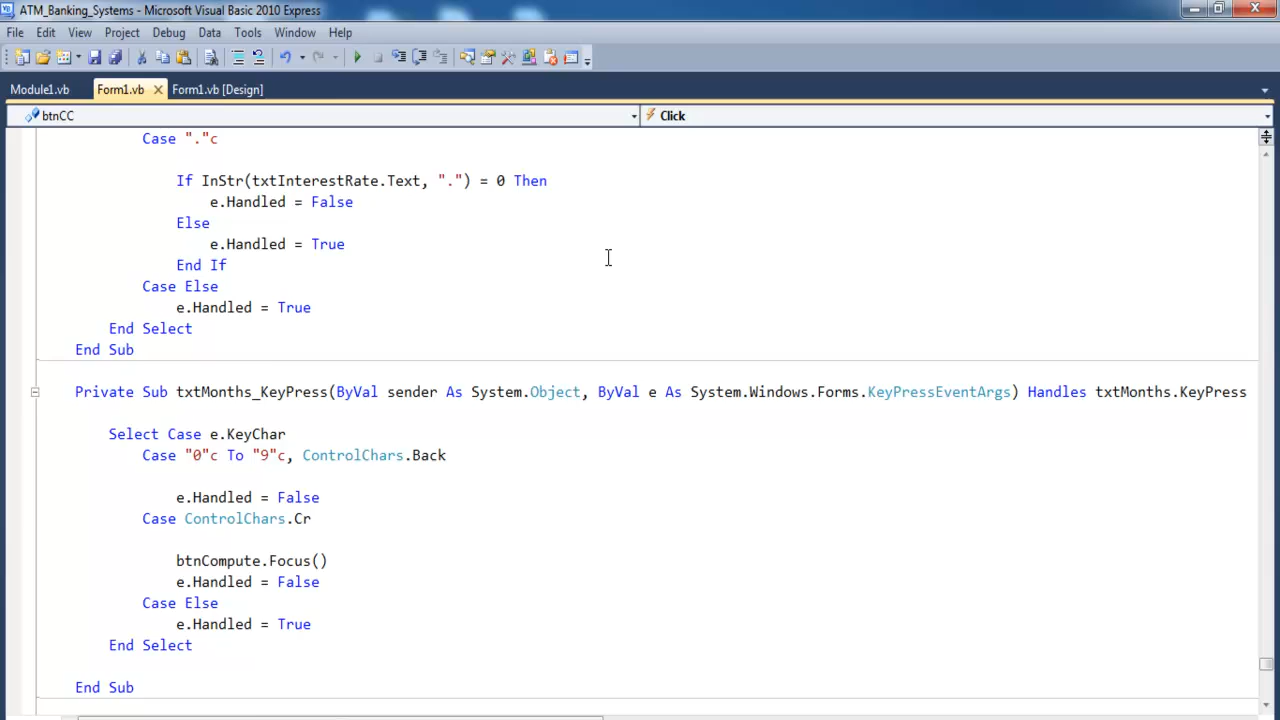 ATM_Banking_Systems - Microsoft Visual Basic 2010 Express
File Edit View Project Debug Data Tools Window Help
Module1.vb Form1.vb Form1.vb [Design]
btnCC Click
Case "."c
If InStr(txtInterestRate.Text, ".") = 0 Then
e.Handled = False
Else
e.Handled = True
End If
Case Else
e.Handled = True
End Select
End Sub
Private Sub txtMonths_KeyPress(ByVal sender As System.Object, ByVal e As System.Windows.Forms.KeyPressEventArgs) Handles txtMonths.KeyPress
Select Case e.KeyChar
Case "0"c To "9"c, ControlChars.Back
e.Handled = False
Case ControlChars.Cr
btnCompute.Focus()
e.Handled = False
Case Else
e.Handled = True
End Select
End Sub